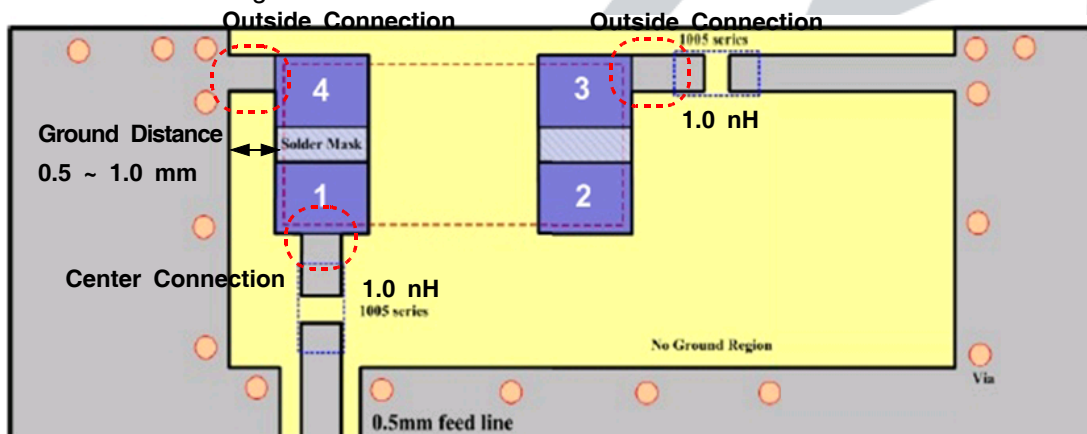 Outside Connection
Outside Connection
1005 series
4
3
1.0 nH
Ground Distance
Solder Mask
0.5 ~ 1.0 mm
1
2
Center Connection
1.0 nH
1005 series
No Ground Region
Via
0.5mm feed line